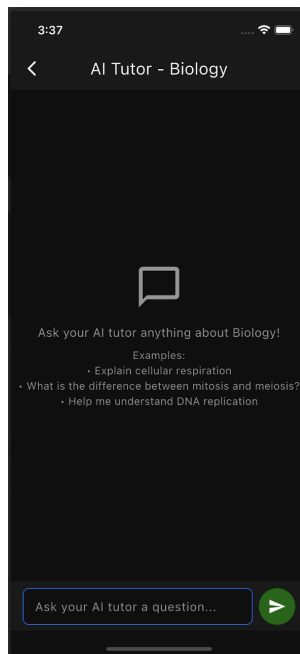 3:37
AI Tutor - Biology
Ask your AI tutor anything about Biology!
Examples:
• Explain cellular respiration
• What is the difference between mitosis and meiosis?
• Help me understand DNA replication
Ask your AI tutor a question...